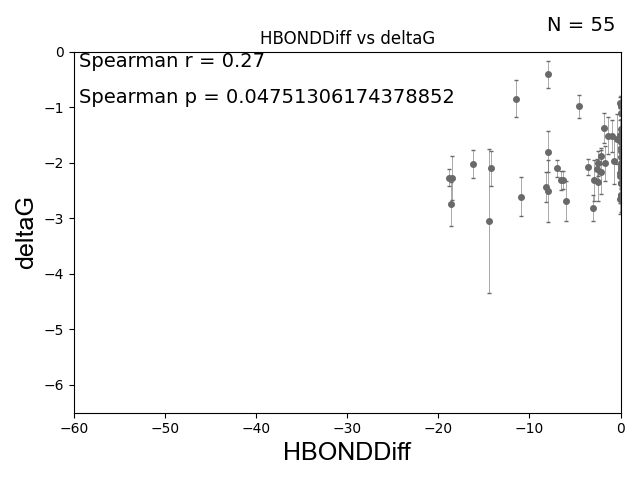 N = 55
HBONDDiff vs deltaG
Spearman r = 0.27
Spearman p = 0.04751306174378852
deltaG
0
−1
−2
−3
−4
−5
−6
−60
−50
−40
−30
−20
−10
0
HBONDDiff